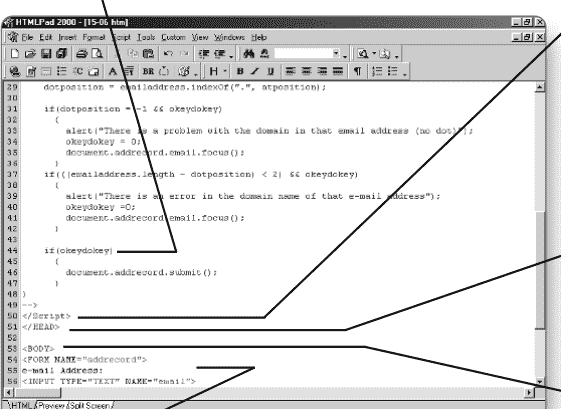 HTMLPad 2000 - [15-06 htm]
File Edit Insert Format Script Tools Custom View Windows Help
BR
H
B I U
29 dotposition = emailaddress.indexOf(".", atposition);
30
31 if(dotposition = -1 && okeydokey)
32 {
33 alert("There is a problem with the domain in that email address (no dot)");
34 okeydokey = 0;
35 document.addrecord.email.focus();
36 }
37 if((emailaddress.length - dotposition) < 2) && okeydokey)
38 {
39 alert("There is an error in the domain name of that e-mail address");
40 okeydokey =0;
41 document.addrecord.email.focus();
42 }
43
44 if(okeydokey)
45 {
46 document.addrecord.submit();
47 }
48 }
49 -->
50 </Script>
51 </HEAD>
52
53 <BODY>
54 <FORM NAME="addrecord">
55 e-mail Address:
56 <INPUT TYPE="TEXT" NAME="email">
HTML Preview Split Screen